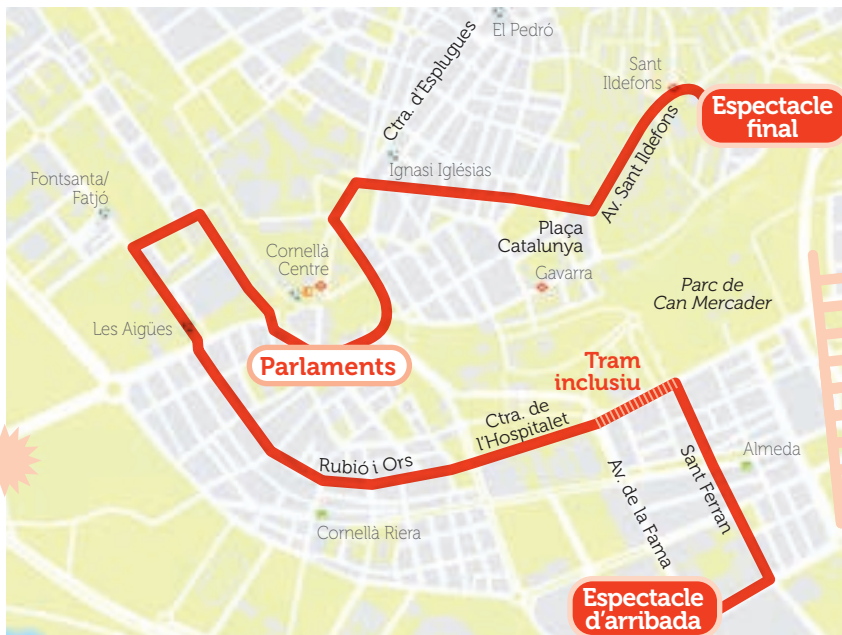 El Pedró
Ctra. d'Esplugues
Sant
Ildefons
Espectacle
final
Ignasi Iglésias
Av. Sant Ildefons
Fontsanta/
Fatjó
Plaça
Catalunya
Cornellà
Centre
Gavarra
Parc de
Can Mercader
Les Aigües
Parlaments
Tram
inclusiu
Ctra. de
l'Hospitalet
Rubió i Ors
Almeda
Sant Ferran
Av. de la Fama
Cornellà Riera
Espectacle
d'arribada